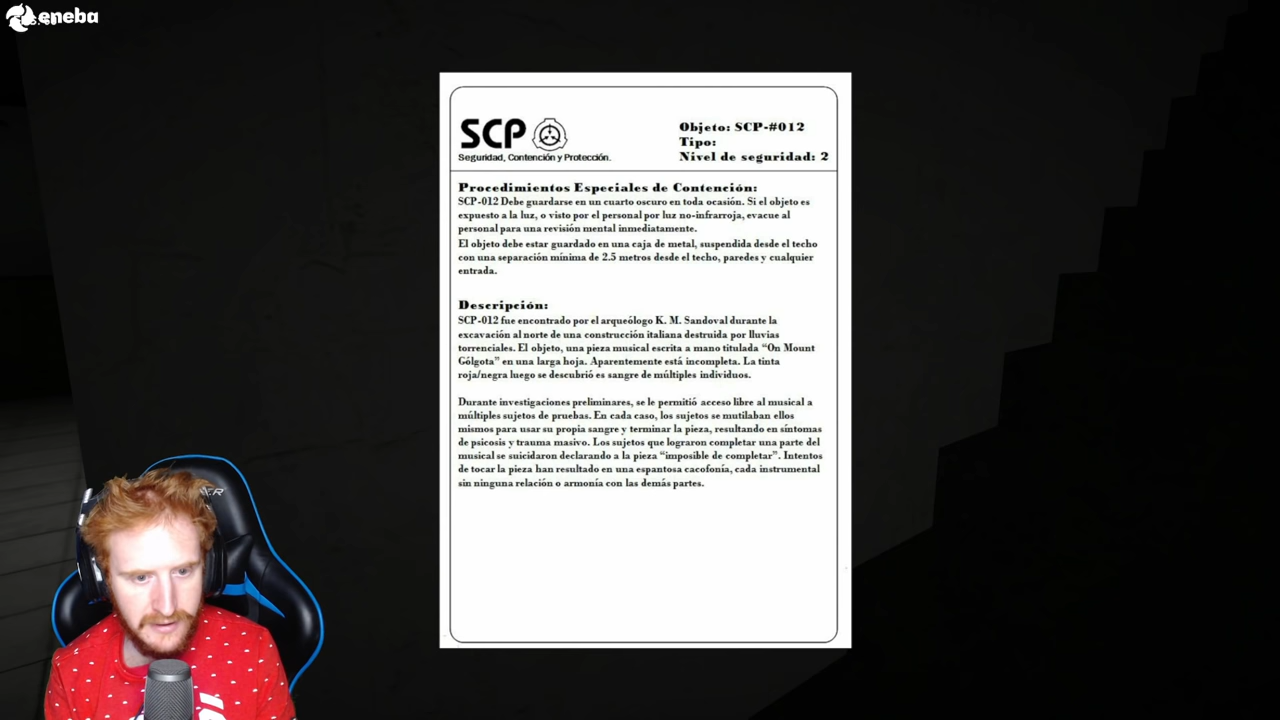 eneba
SCP
Seguridad, Contención y Protección.
Objeto: SCP-#012
Tipo:
Nivel de seguridad: 2
Procedimientos Especiales de Contención:
SCP-012 Debe guardarse en un cuarto oscuro en toda ocasión. Si el objeto es
expuesto a la luz, o visto por el personal por luz no-infrarroja, evacue al
personal para una revisión mental inmediatamente.
El objeto debe estar guardado en una caja de metal, suspendida desde el techo
con una separación mínima de 2.5 metros desde el techo, paredes y cualquier
entrada.
Descripción:
SCP-012 fue encontrado por el arqueólogo K. M. Sandoval durante la
excavación al norte de una construcción italiana destruida por lluvias
torrenciales. El objeto, una pieza musical escrita a mano titulada “On Mount
Gólgota” en una larga hoja. Aparentemente está incompleta. La tinta
roja/negra luego se descubrió es sangre de múltiples individuos.
Durante investigaciones preliminares, se le permitió acceso libre al musical a
múltiples sujetos de pruebas. En cada caso, los sujetos se mutilaban ellos
mismos para usar su propia sangre y terminar la pieza, resultando en síntomas
de psicosis y trauma masivo. Los sujetos que lograron completar una parte del
musical se suicidaron declarando a la pieza “imposible de completar”. Intentos
de tocar la pieza han resultado en una espantosa cacofonía, cada instrumental
sin ninguna relación o armonía con las demás partes.